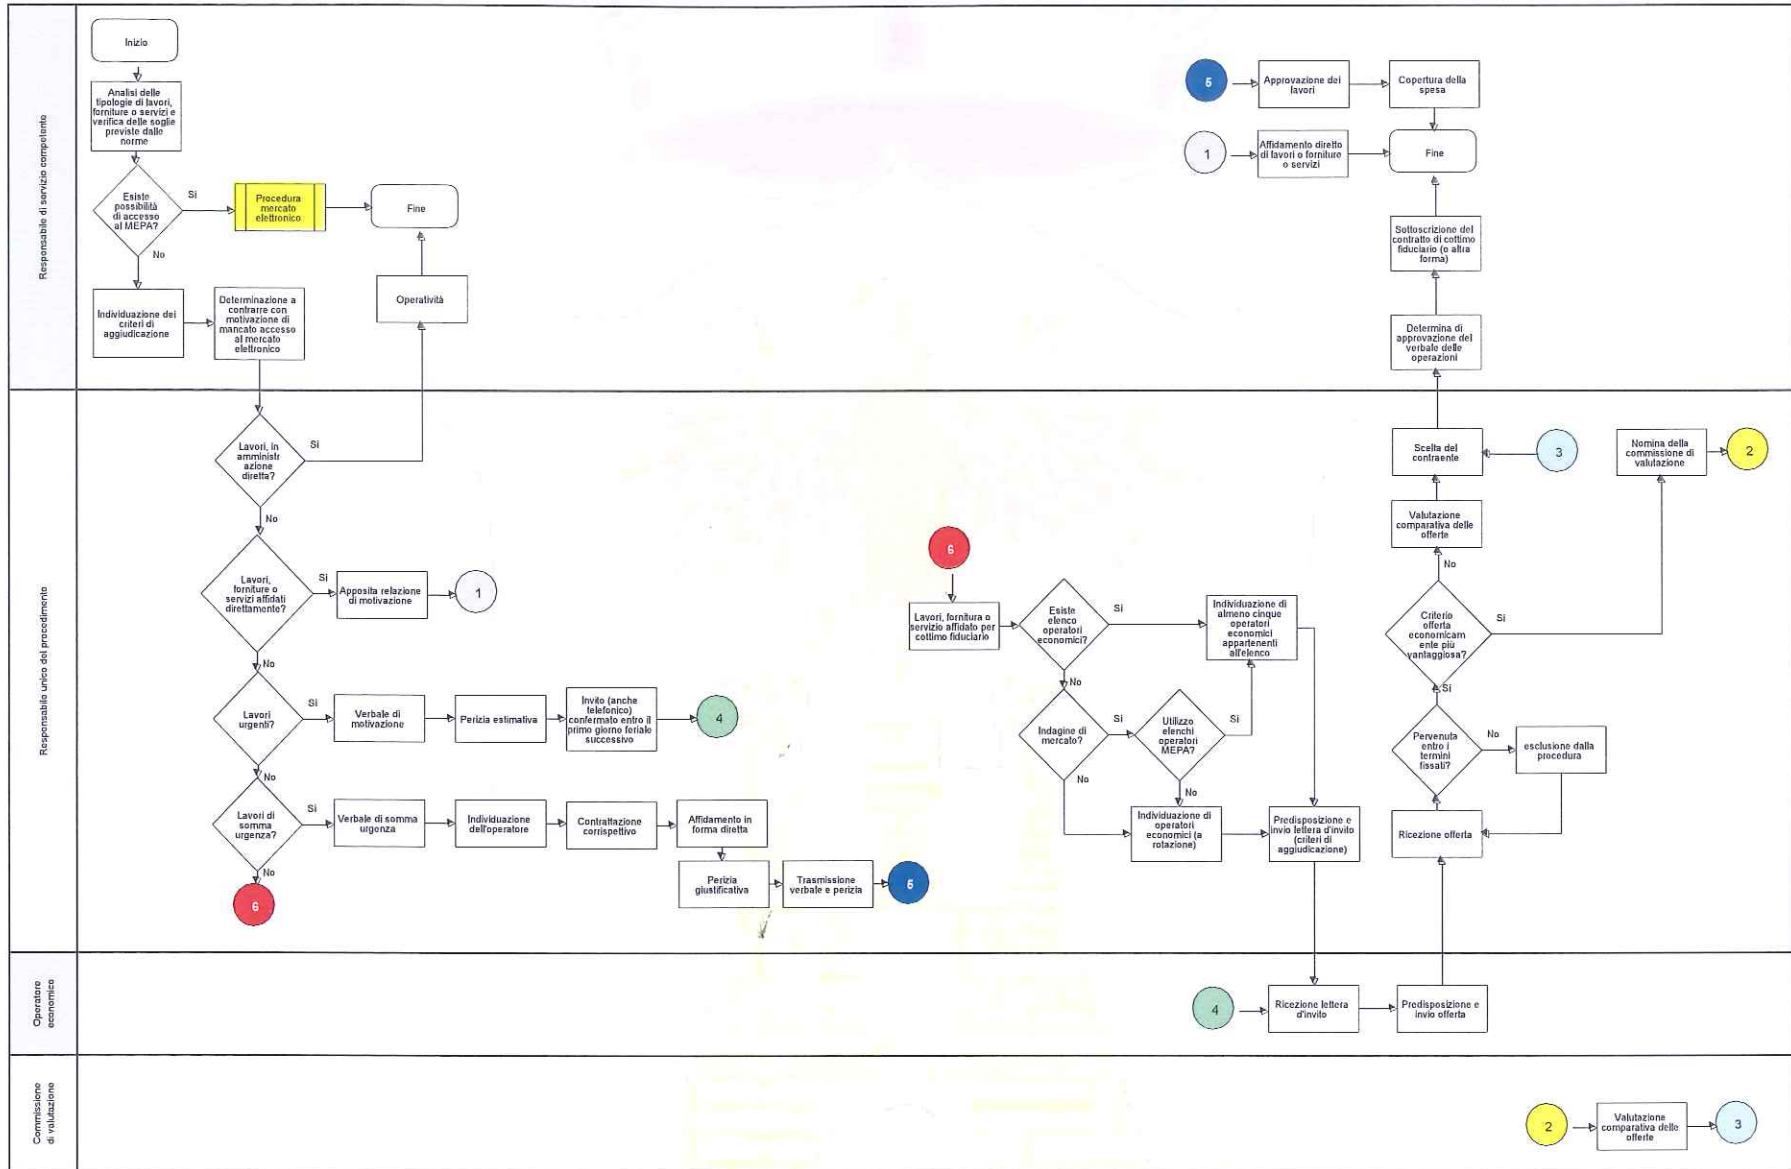 Responsabile di servizio competente
Inizio
Analisi delle
tipologie di lavori,
forniture o servizi e
verifica delle soglie
previste dalle
norme
Esiste
possibilità
di accesso
al MEPA?
Si
Procedura
mercato
elettronico
Fine
No
Individuazione dei
criteri di
aggiudicazione
Determinazione a
contrarre con
motivazione di
mancato accesso
al mercato
elettronico
Operatività
5
Approvazione dei
lavori
Copertura della
spesa
1
Affidamento diretto
di lavori o forniture
o servizi
Fine
Sottoscrizione del
contratto di cottimo
fiduciario (o altra
forma)
Determina di
approvazione del
verbale delle
operazioni
Responsabile unico del procedimento
Lavori, in
amministr
azione
diretta?
Si
No
Lavori,
forniture o
servizi affidati
direttamente?
Si
Apposita relazione
di motivazione
1
No
Lavori
urgenti?
Si
Verbale di
motivazione
Perizia estimativa
Invito (anche
telefonico)
confermato entro il
primo giorno feriale
successivo
4
No
Lavori di
somma
urgenza?
Si
Verbale di somma
urgenza
Individuazione
dell'operatore
Contrattazione
corrispettivo
Affidamento in
forma diretta
No
6
Perizia
giustificativa
Trasmissione
verbale e perizia
5
6
Lavori, fornitura o
servizio affidato per
cottimo fiduciario
Esiste
elenco
operatori
economici?
Si
Individuazione di
almeno cinque
operatori
economici
appartenenti
all'elenco
No
Indagine di
mercato?
Si
Utilizzo
elenchi
operatori
MEPA?
Si
No
No
Individuazione di
operatori
economici (a
rotazione)
Predisposizione e
invio lettera d'invito
(criteri di
aggiudicazione)
Scelta del
contraente
3
Nomina della
commissione di
valutazione
2
Valutazione
comparativa delle
offerte
No
Criterio
offerta
economicam
ente più
vantaggiosa?
Si
Si
Pervenuta
entro i
termini
fissati?
No
esclusione dalla
procedura
Ricezione offerta
Operatore
economico
4
Ricezione lettera
d'invito
Predisposizione e
invio offerta
Commissione
di valutazione
2
Valutazione
comparativa delle
offerte
3